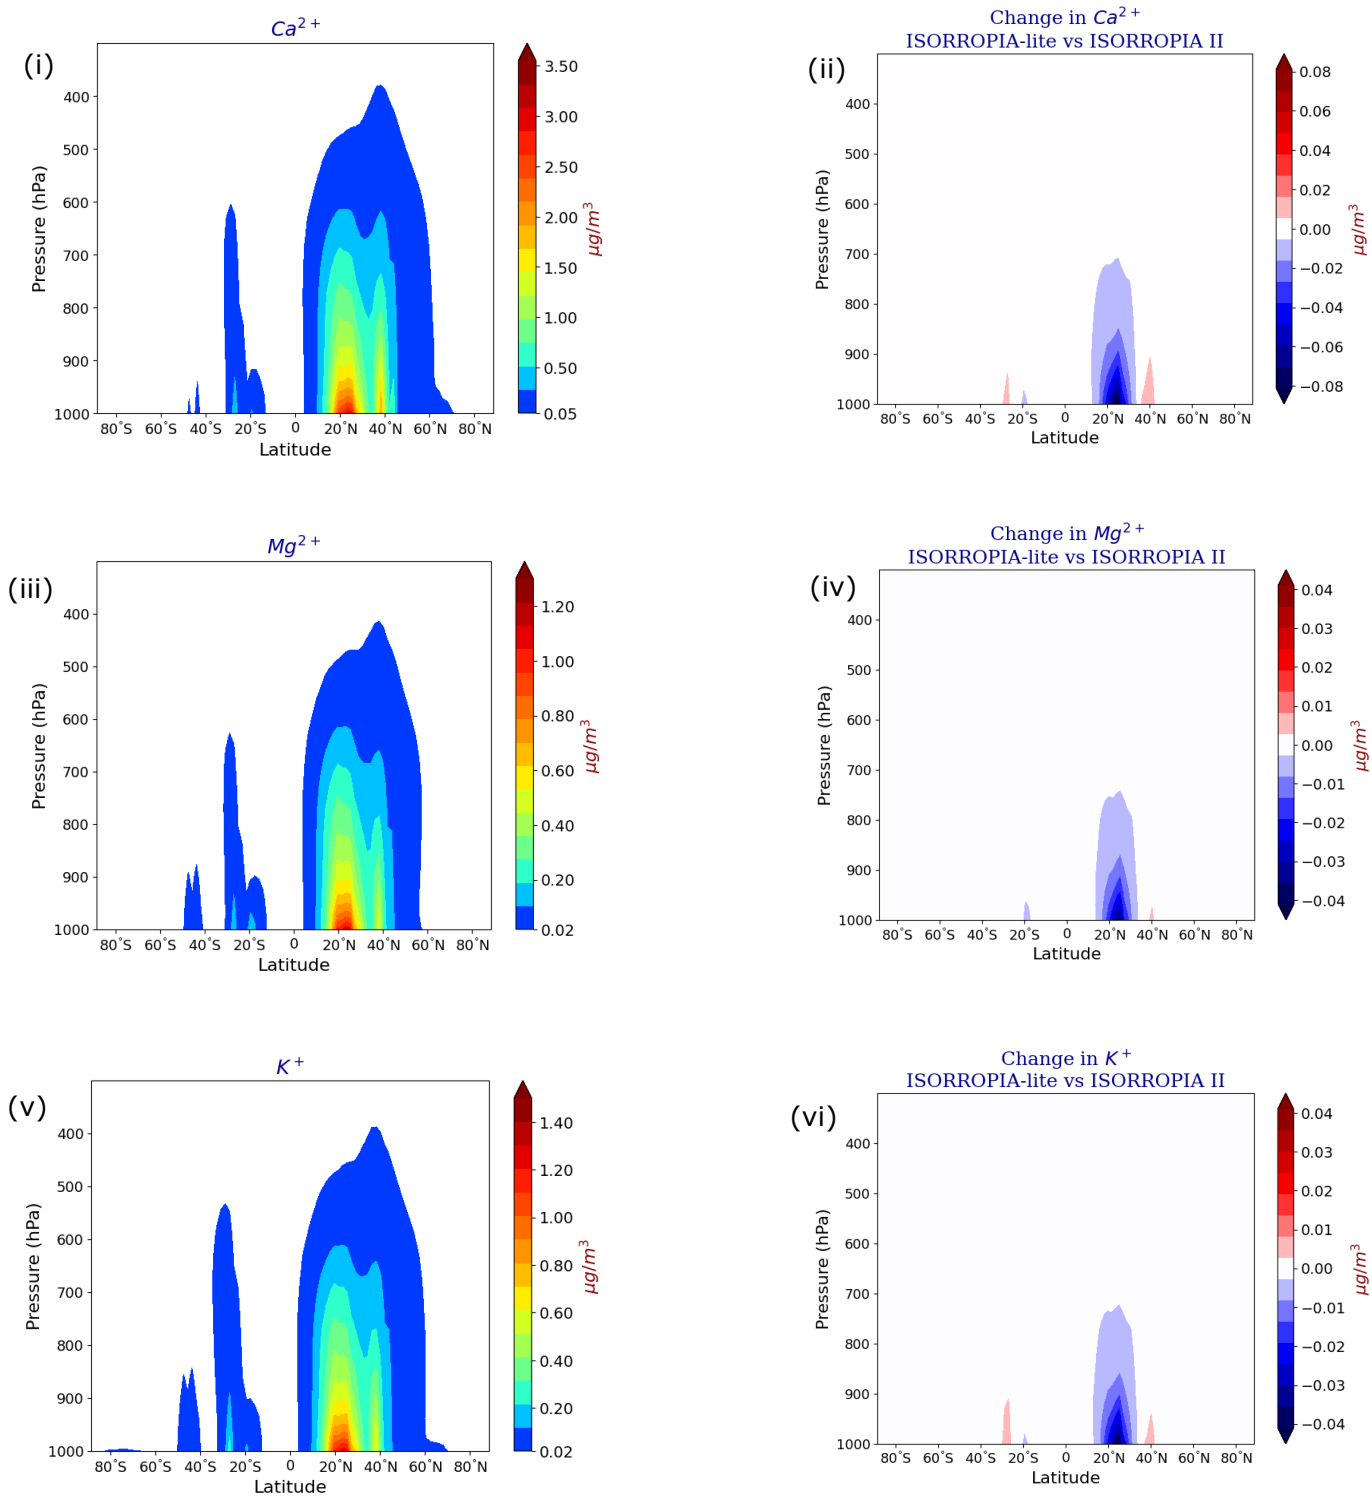 (i)
Ca²⁺
400
500
600
700
800
900
1000
Pressure (hPa)
80°S 60°S 40°S 20°S 0 20°N 40°N 60°N 80°N
Latitude
3.50
3.00
2.50
2.00
1.50
1.00
0.50
0.05
μg/m³
(ii)
Change in Ca²⁺
ISORROPIA-lite vs ISORROPIA II
400
500
600
700
800
900
1000
Pressure (hPa)
80°S 60°S 40°S 20°S 0 20°N 40°N 60°N 80°N
Latitude
0.08
0.06
0.04
0.02
0.00
−0.02
−0.04
−0.06
−0.08
μg/m³
(iii)
Mg²⁺
400
500
600
700
800
900
1000
Pressure (hPa)
80°S 60°S 40°S 20°S 0 20°N 40°N 60°N 80°N
Latitude
1.20
1.00
0.80
0.60
0.40
0.20
0.02
μg/m³
(iv)
Change in Mg²⁺
ISORROPIA-lite vs ISORROPIA II
400
500
600
700
800
900
1000
Pressure (hPa)
80°S 60°S 40°S 20°S 0 20°N 40°N 60°N 80°N
Latitude
0.04
0.03
0.02
0.01
0.00
−0.01
−0.02
−0.03
−0.04
μg/m³
(v)
K⁺
400
500
600
700
800
900
1000
Pressure (hPa)
80°S 60°S 40°S 20°S 0 20°N 40°N 60°N 80°N
Latitude
1.40
1.20
1.00
0.80
0.60
0.40
0.20
0.02
μg/m³
(vi)
Change in K⁺
ISORROPIA-lite vs ISORROPIA II
400
500
600
700
800
900
1000
Pressure (hPa)
80°S 60°S 40°S 20°S 0 20°N 40°N 60°N 80°N
Latitude
0.04
0.03
0.02
0.01
0.00
−0.01
−0.02
−0.03
−0.04
μg/m³